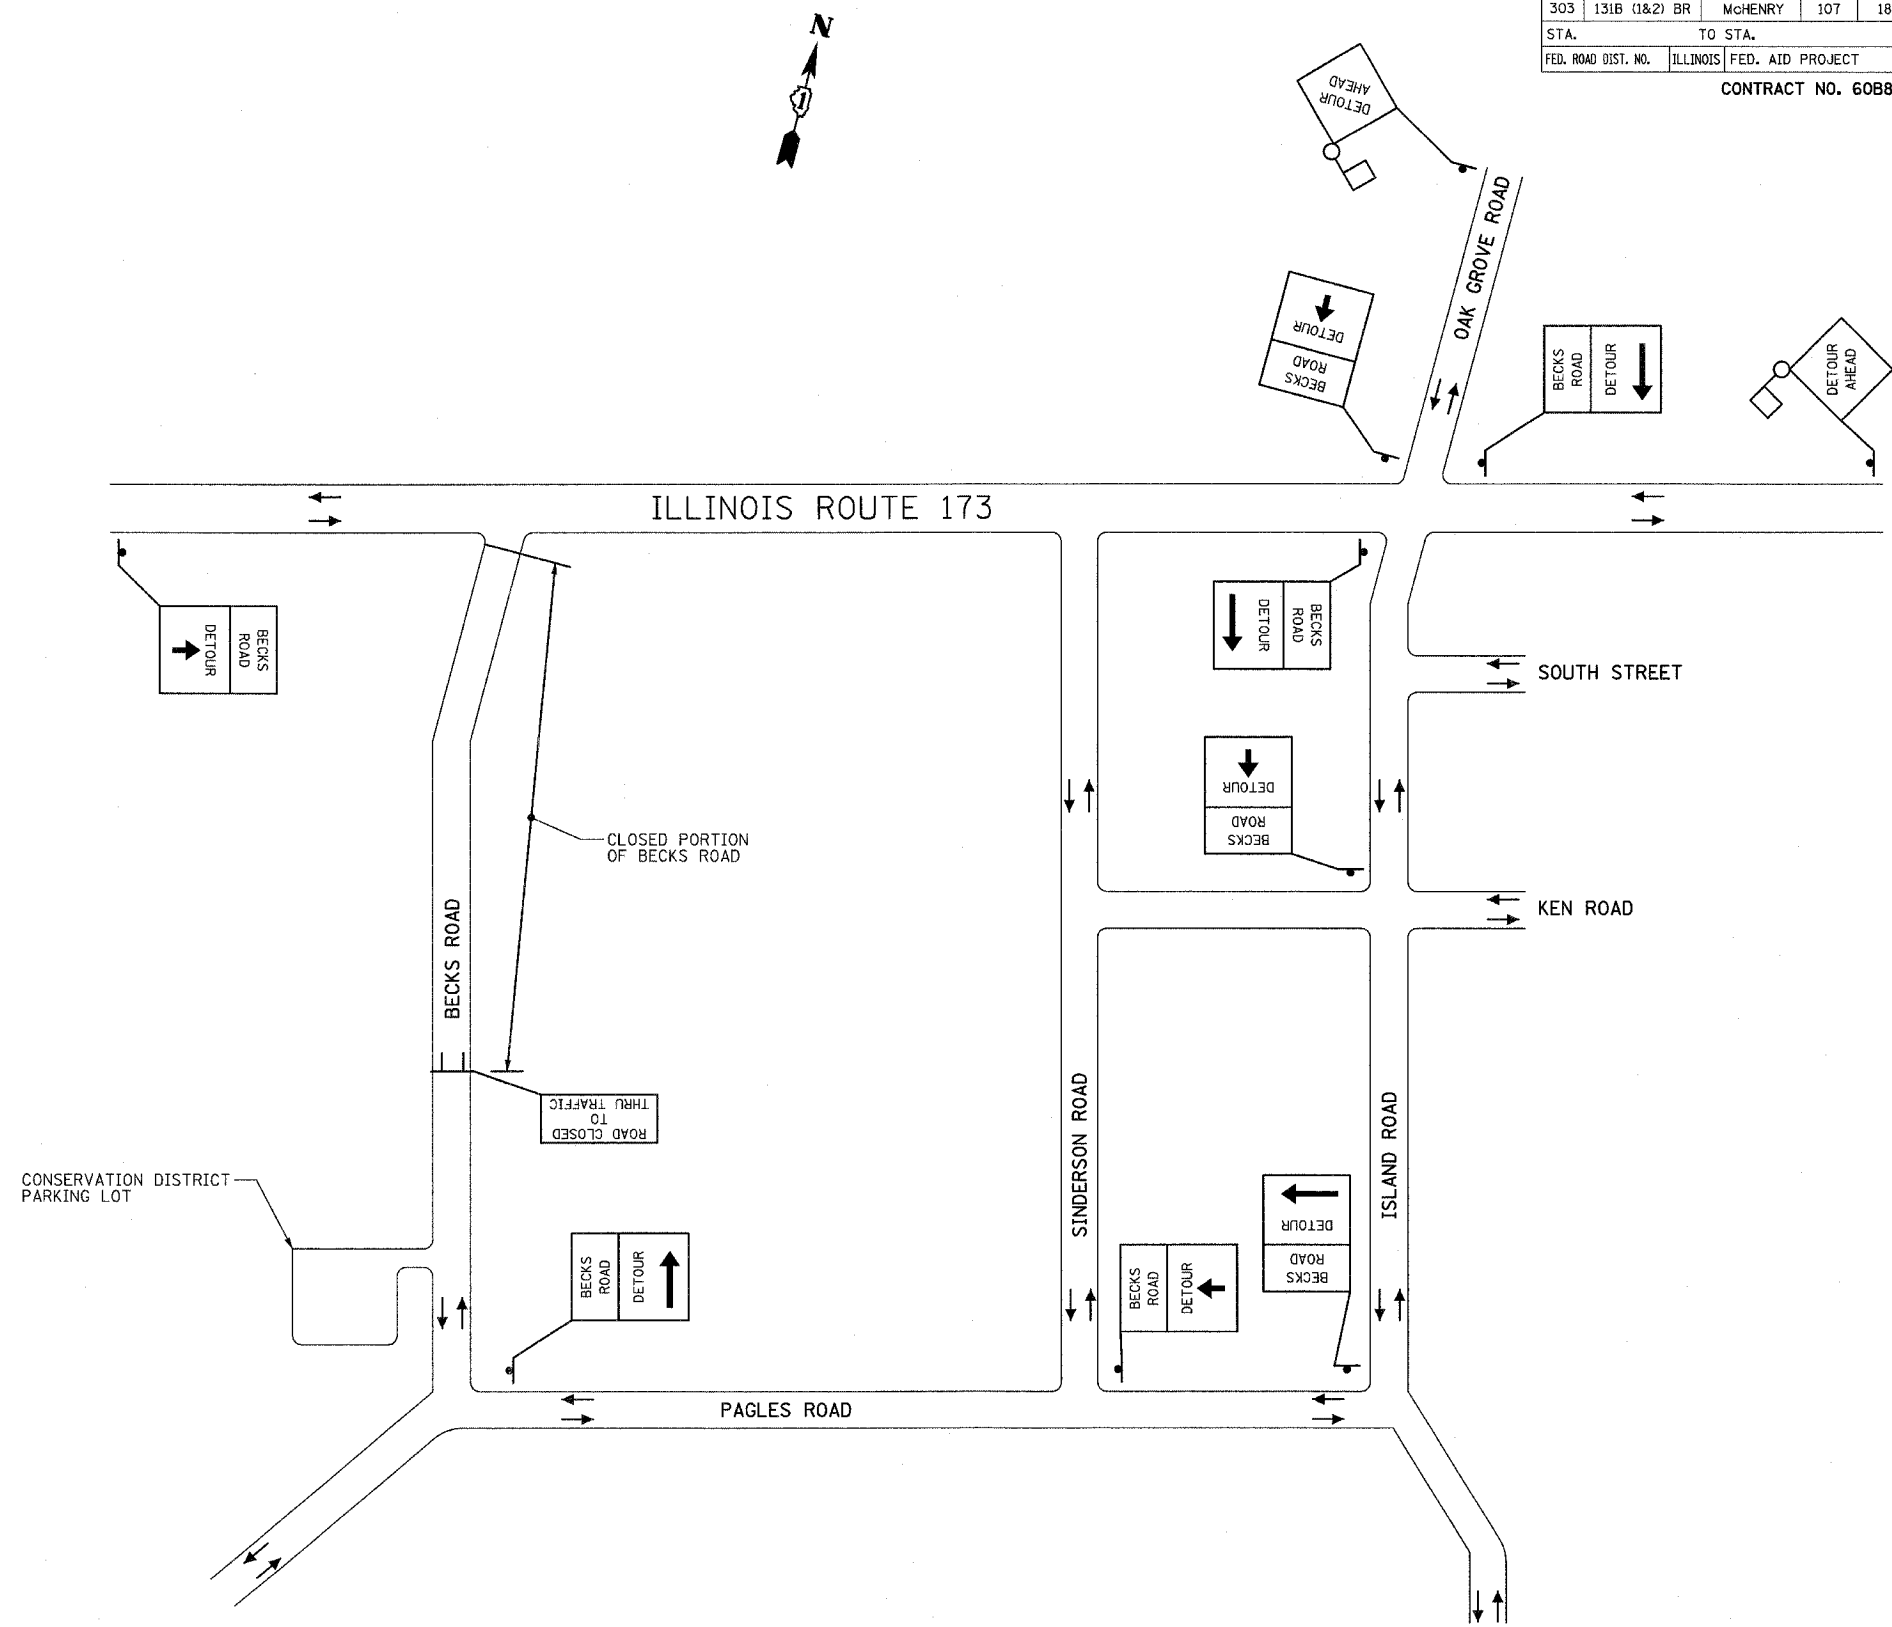 303 131B (1&2) BR McHENRY 107 18
STA. TO STA.
FED. ROAD DIST. NO. ILLINOIS FED. AID PROJECT
CONTRACT NO. 60B8
N
1
DETOUR
AHEAD
OAK GROVE ROAD
DETOUR
BECKS
ROAD
BECKS
ROAD
DETOUR
DETOUR
AHEAD
ILLINOIS ROUTE 173
BECKS
ROAD
DETOUR
BECKS
ROAD
DETOUR
SOUTH STREET
DETOUR
BECKS
ROAD
CLOSED PORTION
OF BECKS ROAD
BECKS ROAD
KEN ROAD
ROAD CLOSED
TO
THRU TRAFFIC
CONSERVATION DISTRICT
PARKING LOT
SINDERSON ROAD
ISLAND ROAD
BECKS
ROAD
DETOUR
BECKS
ROAD
DETOUR
DETOUR
BECKS
ROAD
PAGLES ROAD